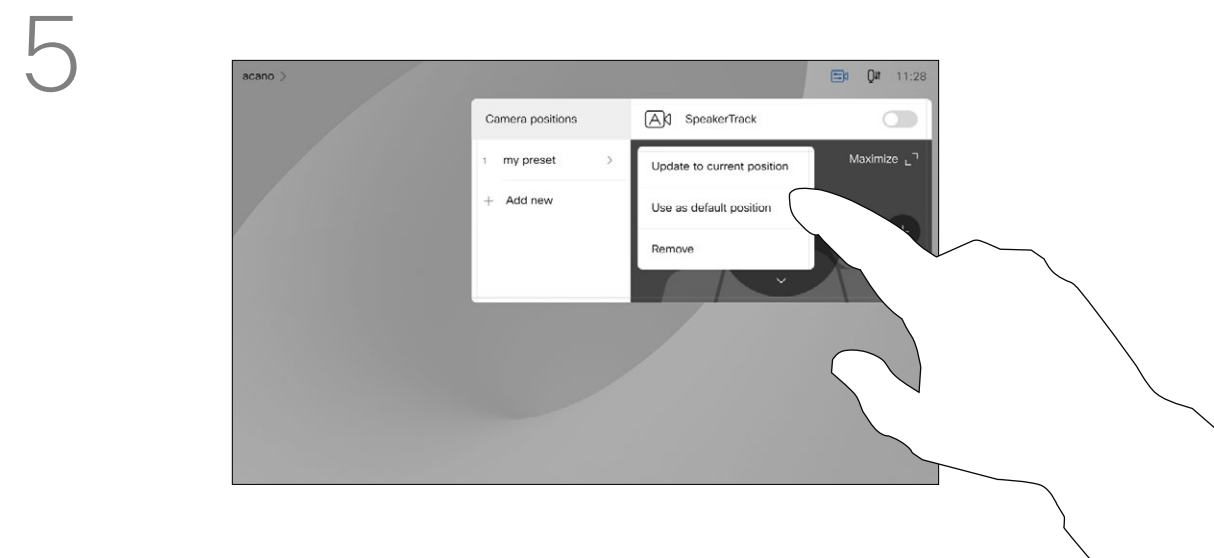 5
acano >
11:28
Camera positions
SpeakerTrack
1 my preset >
Maximize
Update to current position
+ Add new
Use as default position
Remove